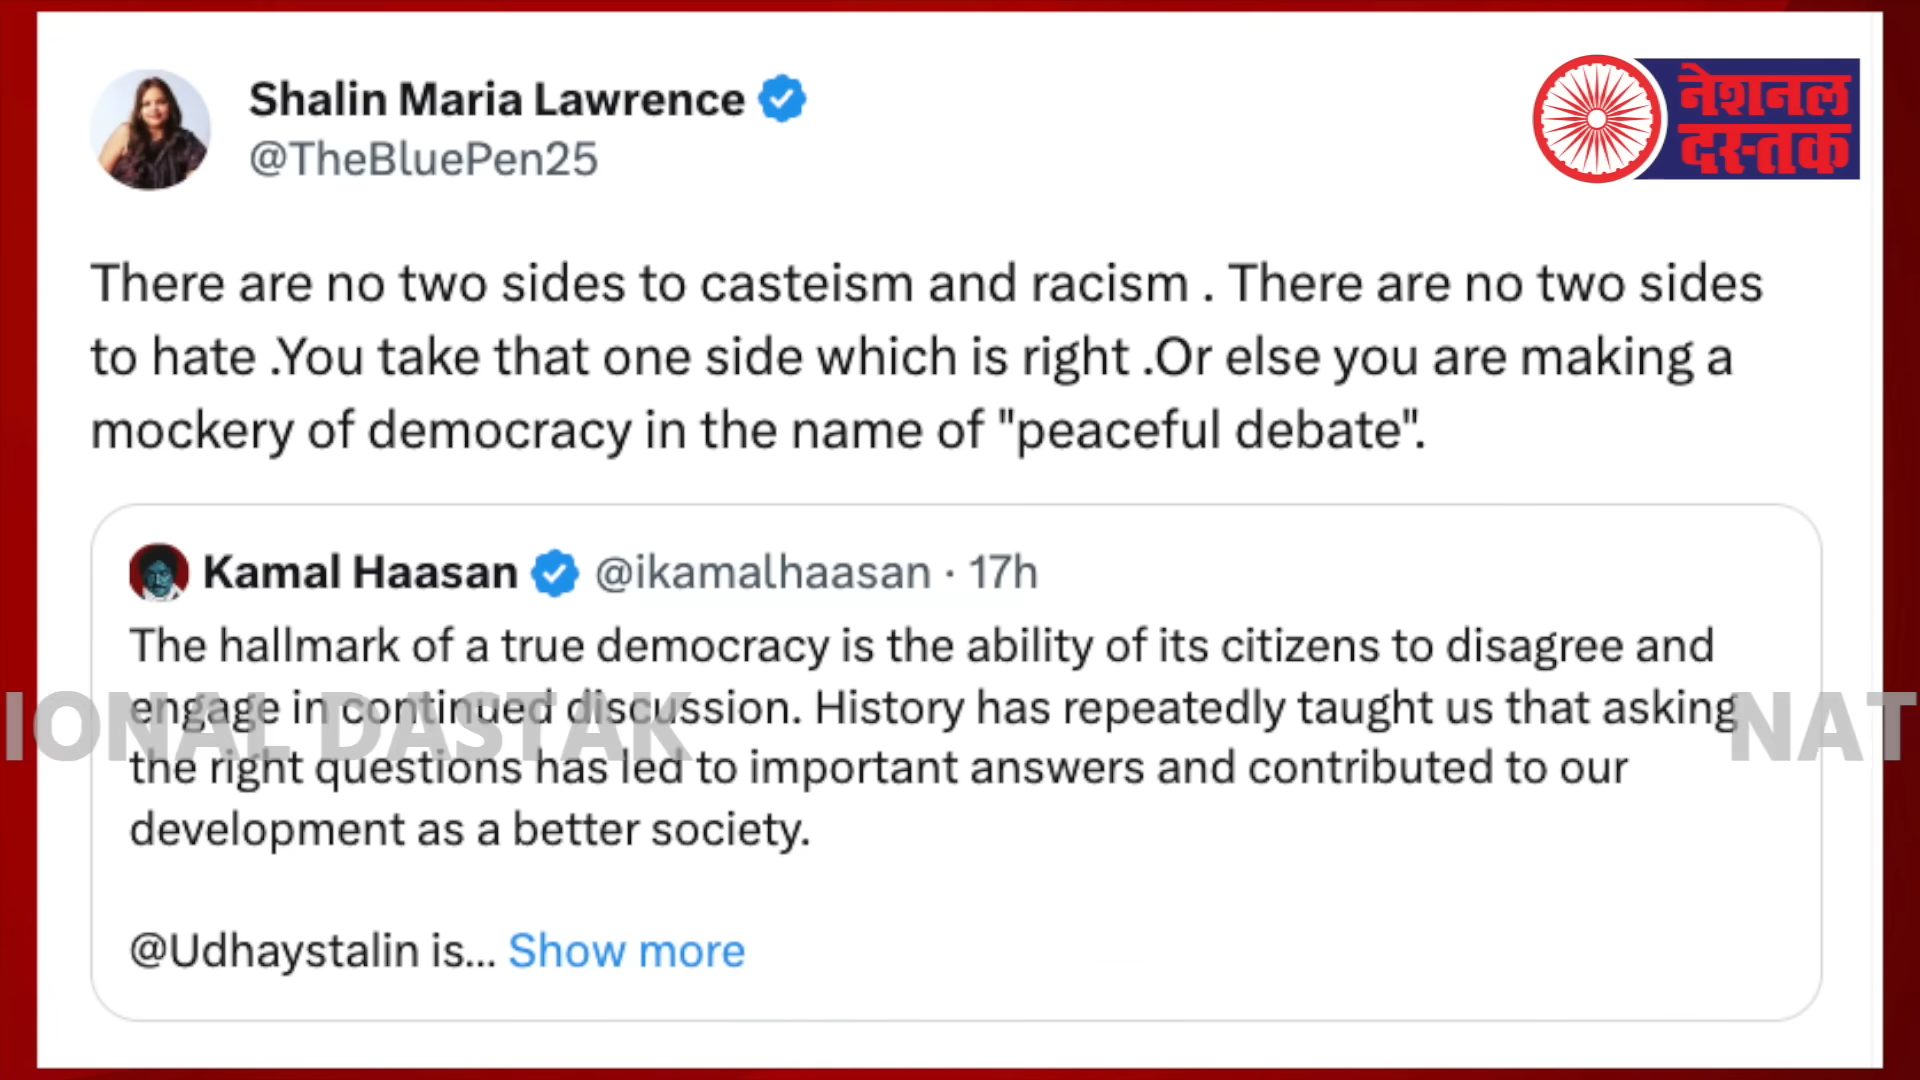 Shalin Maria Lawrence
@TheBluePen25
नेशनल
दस्तक
There are no two sides to casteism and racism . There are no two sides
to hate .You take that one side which is right .Or else you are making a
mockery of democracy in the name of "peaceful debate".
Kamal Haasan @ikamalhaasan · 17h
The hallmark of a true democracy is the ability of its citizens to disagree and
engage in continued discussion. History has repeatedly taught us that asking
the right questions has led to important answers and contributed to our
development as a better society.
@Udhaystalin is... Show more
IONAL DASTAK
NAT